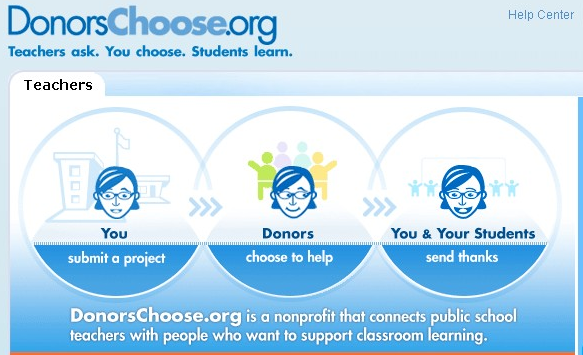 DonorsChoose.org
Help Center
Teachers ask. You choose. Students learn.
Teachers
You
submit a project
Donors
choose to help
You & Your Students
send thanks
DonorsChoose.org is a nonprofit that connects public school
teachers with people who want to support classroom learning.